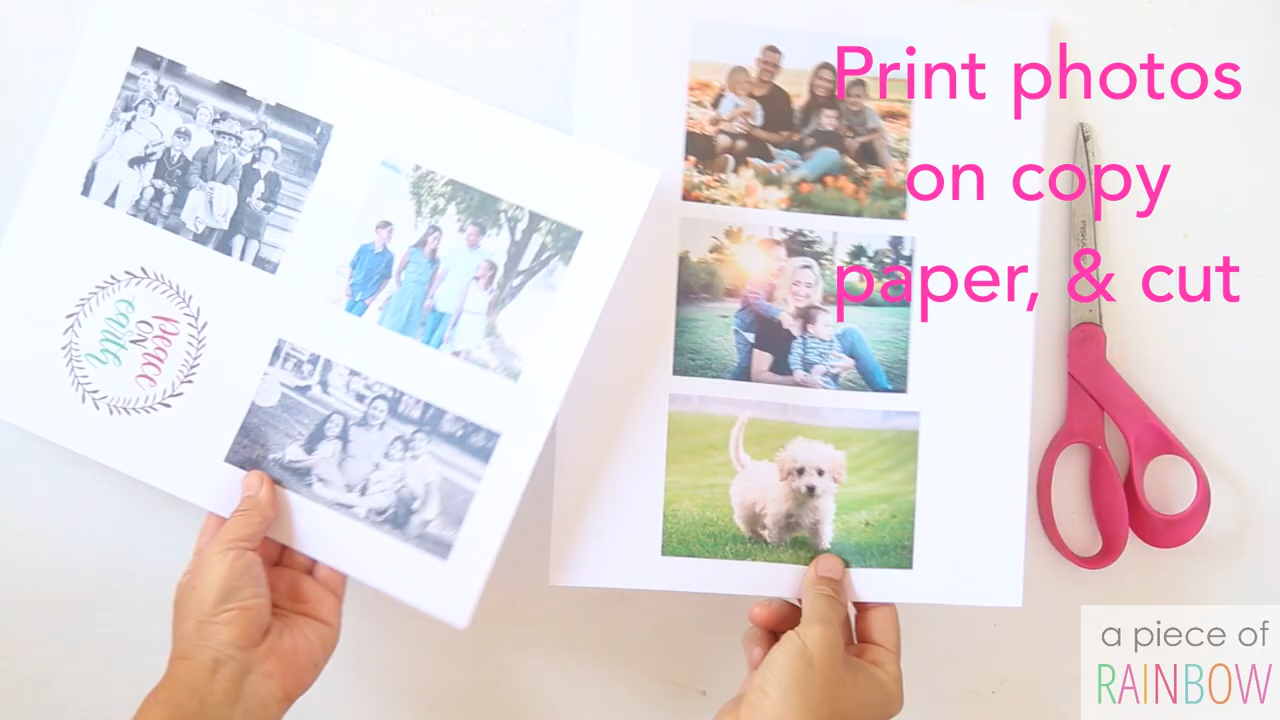 Print photos
on copy
paper, & cut
peace
ON
earth
a piece of
RAINBOW